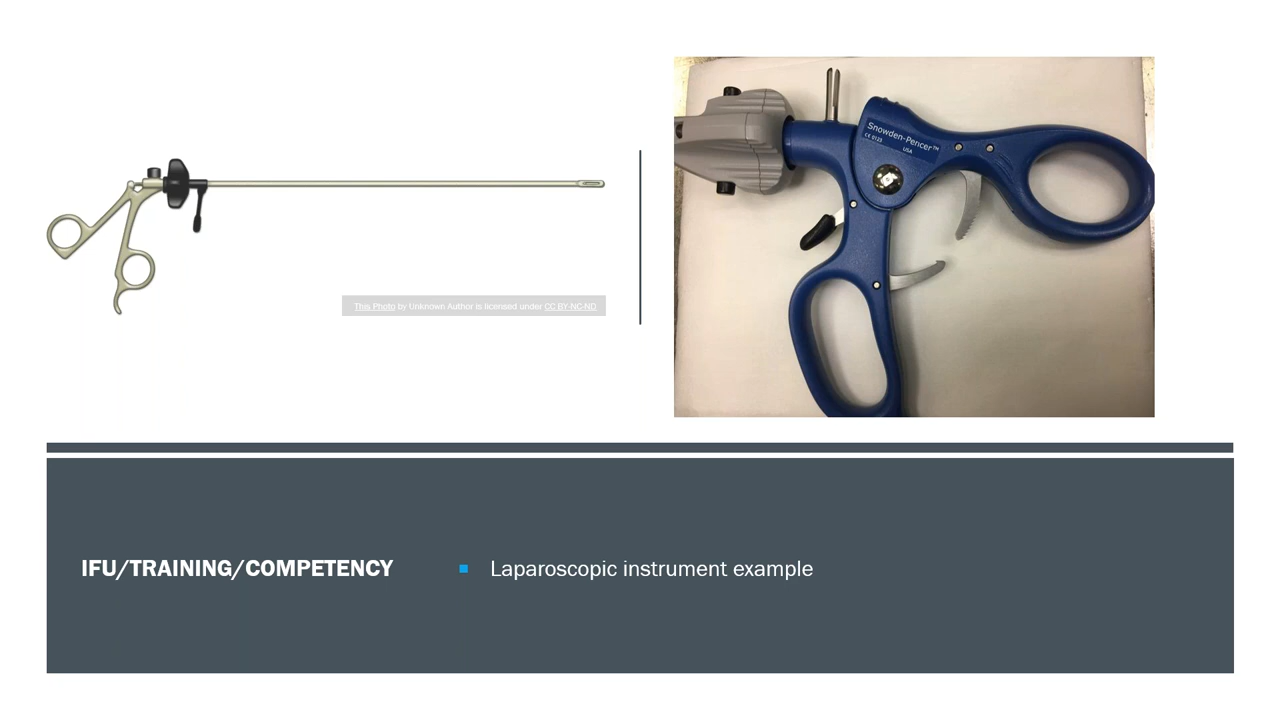 This Photo by Unknown Author is licensed under CC BY-NC-ND
Snowden-Pencer™
CE 0123
USA
IFU/TRAINING/COMPETENCY
Laparoscopic instrument example